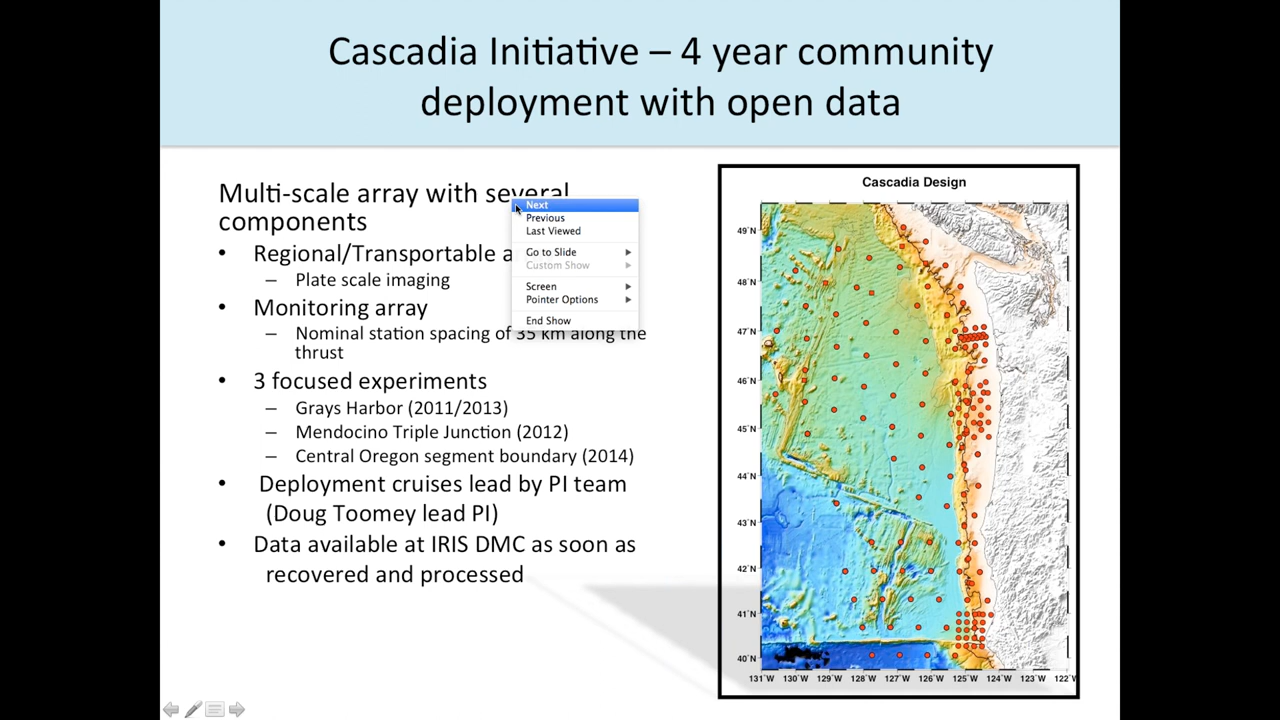 Cascadia Initiative – 4 year community
deployment with open data
Multi-scale array with several
components
• Regional/Transportable a
– Plate scale imaging
• Monitoring array
– Nominal station spacing of 35 km along the
thrust
• 3 focused experiments
– Grays Harbor (2011/2013)
– Mendocino Triple Junction (2012)
– Central Oregon segment boundary (2014)
• Deployment cruises lead by PI team
(Doug Toomey lead PI)
• Data available at IRIS DMC as soon as
recovered and processed
Next
Previous
Last Viewed
Go to Slide
Custom Show
Screen
Pointer Options
End Show
Cascadia Design
49°N
48°N
47°N
46°N
45°N
44°N
43°N
42°N
41°N
40°N
131°W 130°W 129°W 128°W 127°W 126°W 125°W 124°W 123°W 122°W